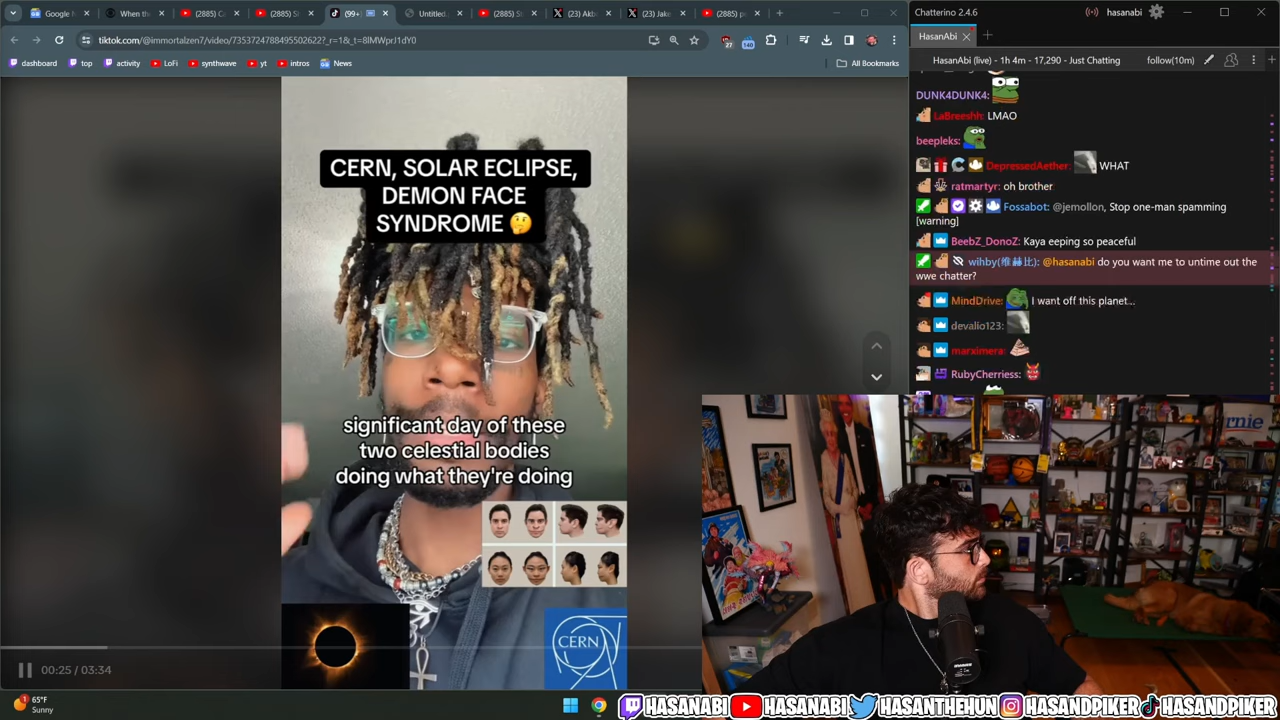 Google
When the
(2885)
(2885)
(99+)
Untitled
(2885)
(23)
(23) Jake
(2885)
tiktok.com/@immortalzen7/video/7353724788495502622?_r=1&_t=8lMWprJ1dY0
27
140
dashboard top activity LoFi synthwave yt intros News
All Bookmarks
CERN, SOLAR ECLIPSE,
DEMON FACE
SYNDROME 🤔
significant day of these
two celestial bodies
doing what they're doing
CERN
00:25 / 03:34
65°F
Sunny
Chatterino 2.4.6
hasanabi
HasanAbi
HasanAbi (live) - 1h 4m - 17,290 - Just Chatting
follow(10m)
DUNK4DUNK4:
LaBreeshh: LMAO
beepleks:
DepressedAether: WHAT
ratmartyr: oh brother
Fossabot: @jemollon, Stop one-man spamming
[warning]
BeebZ_DonoZ: Kaya eeping so peaceful
wihby(维赫比): @hasanabi do you want me to untime out the
wwe chatter?
MindDrive: I want off this planet...
devalio123:
marximera:
RubyCherriess:
ernie
HASANABI HASANABI HASANTHEHUN HASANDPIKER HASANDPIKER